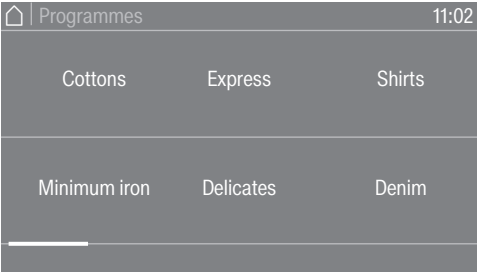 Programmes 11:02
Cottons Express Shirts
Minimum iron Delicates Denim